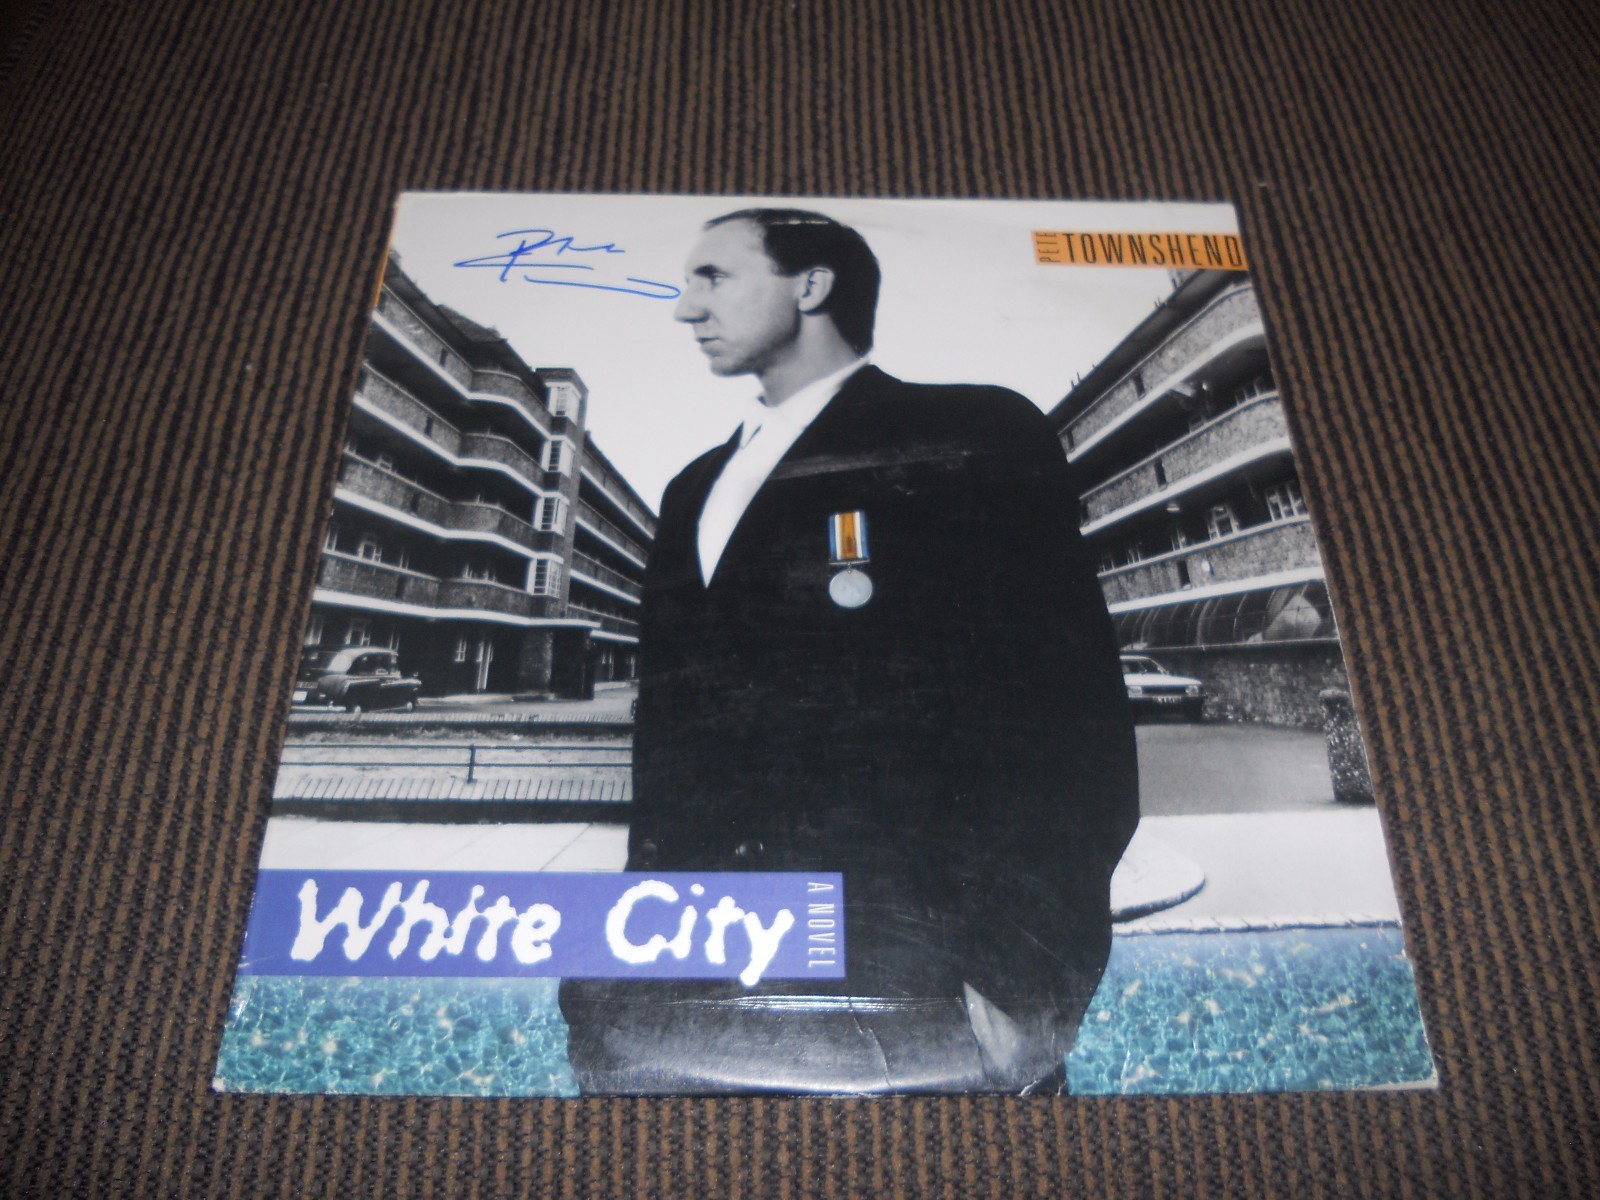 PETE TOWNSHEND
White City A NOVEL